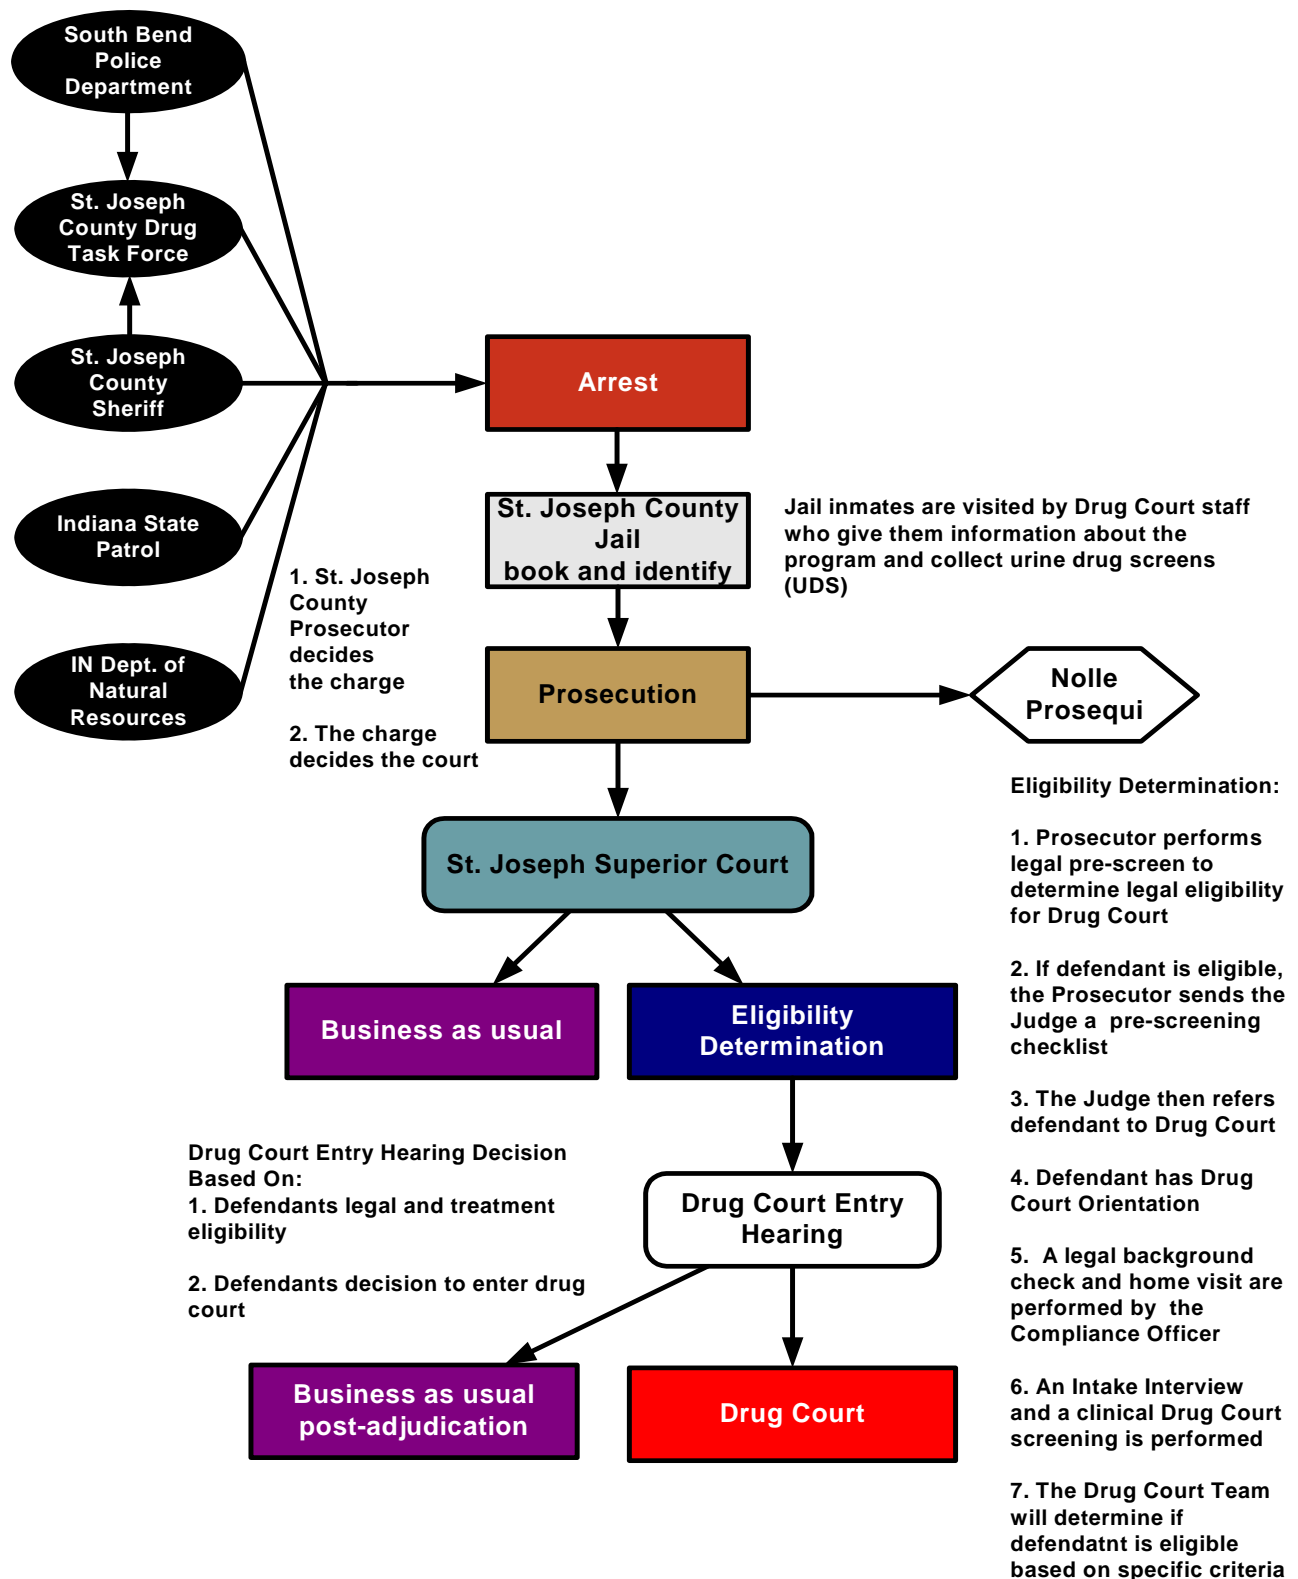 South Bend
Police
Department
St. Joseph
County Drug
Task Force
St. Joseph
County
Sheriff
Indiana State
Patrol
IN Dept. of
Natural
Resources
Arrest
St. Joseph County
Jail
book and identify
Jail inmates are visited by Drug Court staff
who give them information about the
program and collect urine drug screens
(UDS)
1. St. Joseph
County
Prosecutor
decides
the charge
2. The charge
decides the court
Prosecution
Nolle
Prosequi
St. Joseph Superior Court
Business as usual
Eligibility
Determination
Eligibility Determination:
1. Prosecutor performs
legal pre-screen to
determine legal eligibility
for Drug Court
2. If defendant is eligible,
the Prosecutor sends the
Judge a pre-screening
checklist
3. The Judge then refers
defendant to Drug Court
4. Defendant has Drug
Court Orientation
5. A legal background
check and home visit are
performed by the
Compliance Officer
6. An Intake Interview
and a clinical Drug Court
screening is performed
7. The Drug Court Team
will determine if
defendatnt is eligible
based on specific criteria
Drug Court Entry Hearing Decision
Based On:
1. Defendants legal and treatment
eligibility
2. Defendants decision to enter drug
court
Drug Court Entry
Hearing
Business as usual
post-adjudication
Drug Court